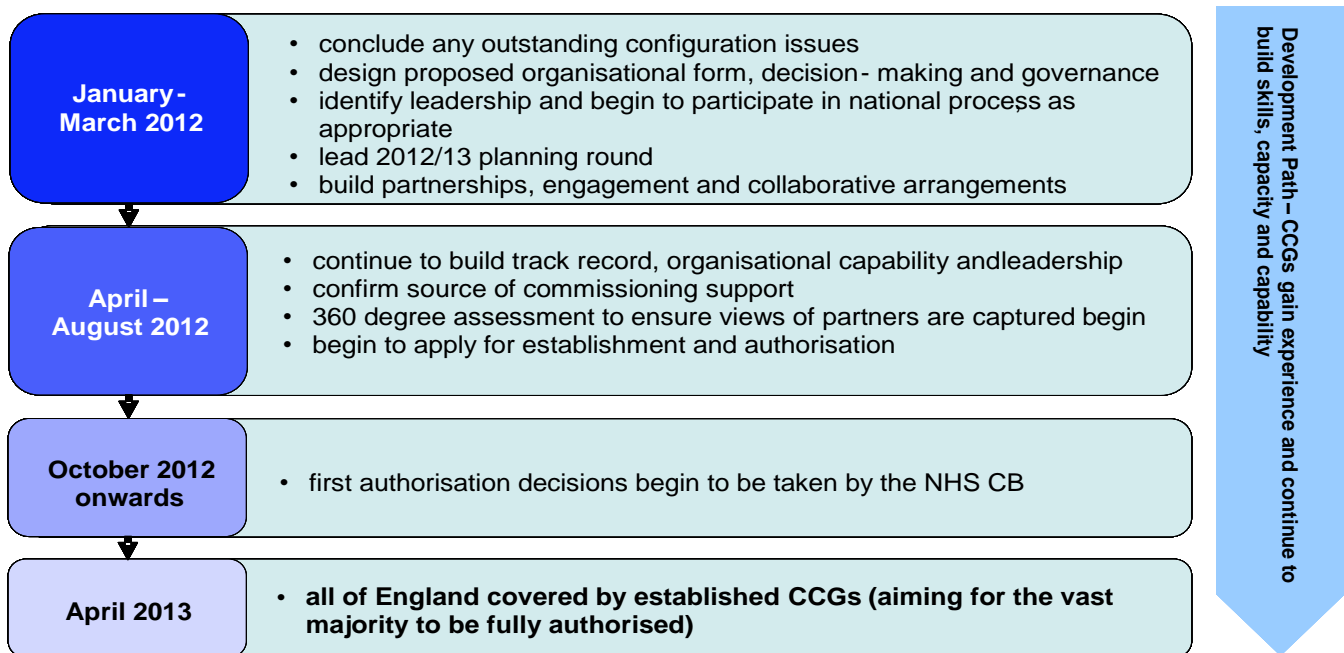 January-
March 2012
• conclude any outstanding configuration issues
• design proposed organisational form, decision- making and governance
• identify leadership and begin to participate in national process as
appropriate
• lead 2012/13 planning round
• build partnerships, engagement and collaborative arrangements
April –
August 2012
• continue to build track record, organisational capability andleadership
• confirm source of commissioning support
• 360 degree assessment to ensure views of partners are captured begin
• begin to apply for establishment and authorisation
October 2012
onwards
• first authorisation decisions begin to be taken by the NHS CB
April 2013
• all of England covered by established CCGs (aiming for the vast
majority to be fully authorised)
Development Path – CCGs gain experience and continue to
build skills, capacity and capability